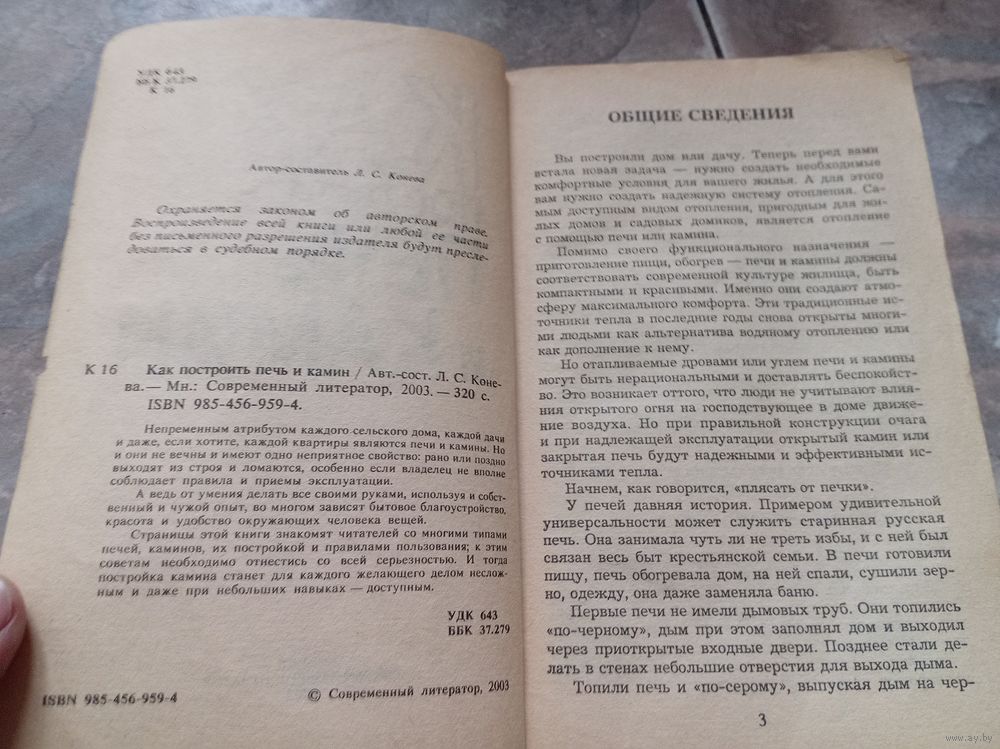 УДК 643
ББК 37.279
К 16
Автор-составитель Л. С. Конева
Охраняется законом об авторском праве.
Воспроизведение всей книги или любой ее части
без письменного разрешения издателя будут пресле-
доваться в судебном порядке.
К 16 Как построить печь и камин / Авт.-сост. Л. С. Коне-
ва. — Мн.: Современный литератор, 2003. — 320 с.
ISBN 985-456-959-4.
Непременным атрибутом каждого сельского дома, каждой дачи
и даже, если хотите, каждой квартиры являются печи и камины. Но
и они не вечны и имеют одно неприятное свойство: рано или поздно
выходят из строя и ломаются, особенно если владелец не вполне
соблюдает правила и приемы эксплуатации.
А ведь от умения делать все своими руками, используя и собст-
венный и чужой опыт, во многом зависят бытовое благоустройство,
красота и удобство окружающих человека вещей.
Страницы этой книги знакомят читателей со многими типами
печей, каминов, их постройкой и правилами пользования; к этим
советам необходимо отнестись со всей серьезностью. И тогда
постройка камина станет для каждого желающего делом неслож-
ным и даже при небольших навыках — доступным.
УДК 643
ББК 37.279
ISBN 985-456-959-4
© Современный литератор, 2003
ОБЩИЕ СВЕДЕНИЯ
Вы построили дом или дачу. Теперь перед вами
встала новая задача — нужно создать необходимые
комфортные условия для вашего жилья. А для этого
вам нужно создать надежную систему отопления. Са-
мым доступным видом отопления, пригодным для жи-
лых домов и садовых домиков, является отопление
с помощью печи или камина.
Помимо своего функционального назначения —
приготовление пищи, обогрев — печи и камины должны
соответствовать современной культуре жилища, быть
компактными и красивыми. Именно они создают атмо-
сферу максимального комфорта. Эти традиционные ис-
точники тепла в последние годы снова открыты многи-
ми людьми как альтернатива водяному отоплению или
как дополнение к нему.
Но отапливаемые дровами или углем печи и камины
могут быть нерациональными и доставлять беспокойст-
во. Это возникает оттого, что люди не учитывают влия-
ния открытого огня на господствующее в доме движе-
ние воздуха. Но при правильной конструкции очага
и при надлежащей эксплуатации открытый камин или
закрытая печь будут надежными и эффективными ис-
точниками тепла.
Начнем, как говорится, «плясать от печки».
У печей давняя история. Примером удивительной
универсальности может служить старинная русская
печь. Она занимала чуть ли не треть избы, и с ней был
связан весь быт крестьянской семьи. В печи готовили
пищу, печь обогревала дом, на ней спали, сушили зер-
но, одежду, она даже заменяла баню.
Первые печи не имели дымовых труб. Они топились
«по-черному», дым при этом заполнял дом и выходил
через приоткрытые входные двери. Позднее стали де-
лать в стенах небольшие отверстия для выхода дыма.
Топили печь и «по-серому», выпуская дым на чер-
3
www.ay.by